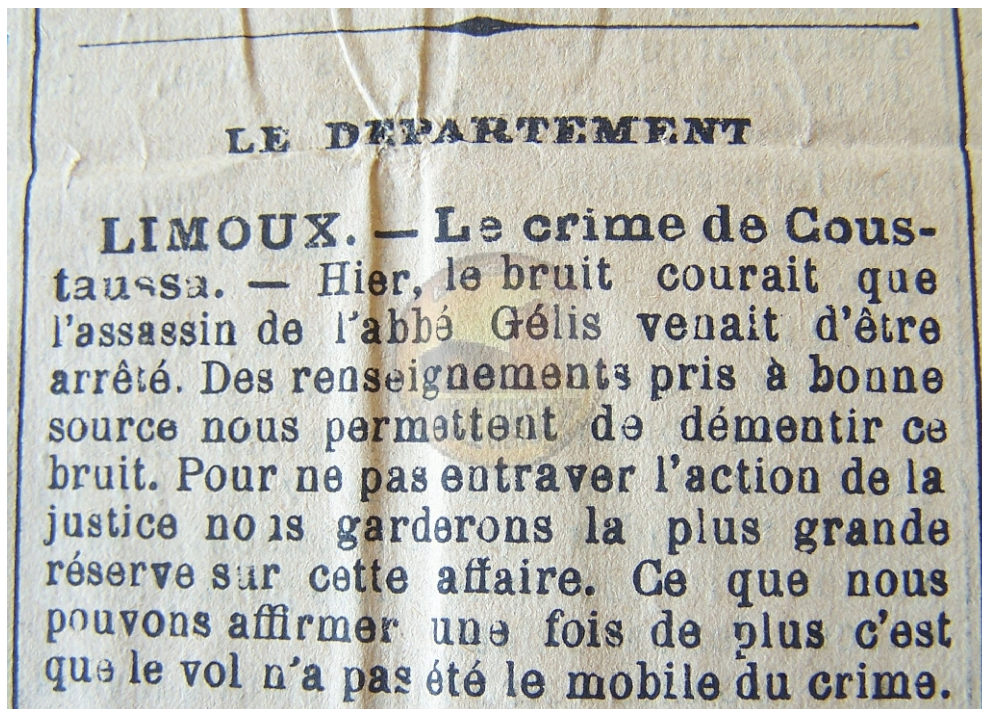 LE DEPARTEMENT
LIMOUX. — Le crime de Cous-
taussa. — Hier, le bruit courait que
l'assassin de l'abbé Gélis venait d'être
arrêté. Des renseignements pris à bonne
source nous permettent de démentir ce
bruit. Pour ne pas entraver l'action de la
justice nous garderons la plus grande
réserve sur cette affaire. Ce que nous
pouvons affirmer une fois de plus c'est
que le vol n'a pas été le mobile du crime.